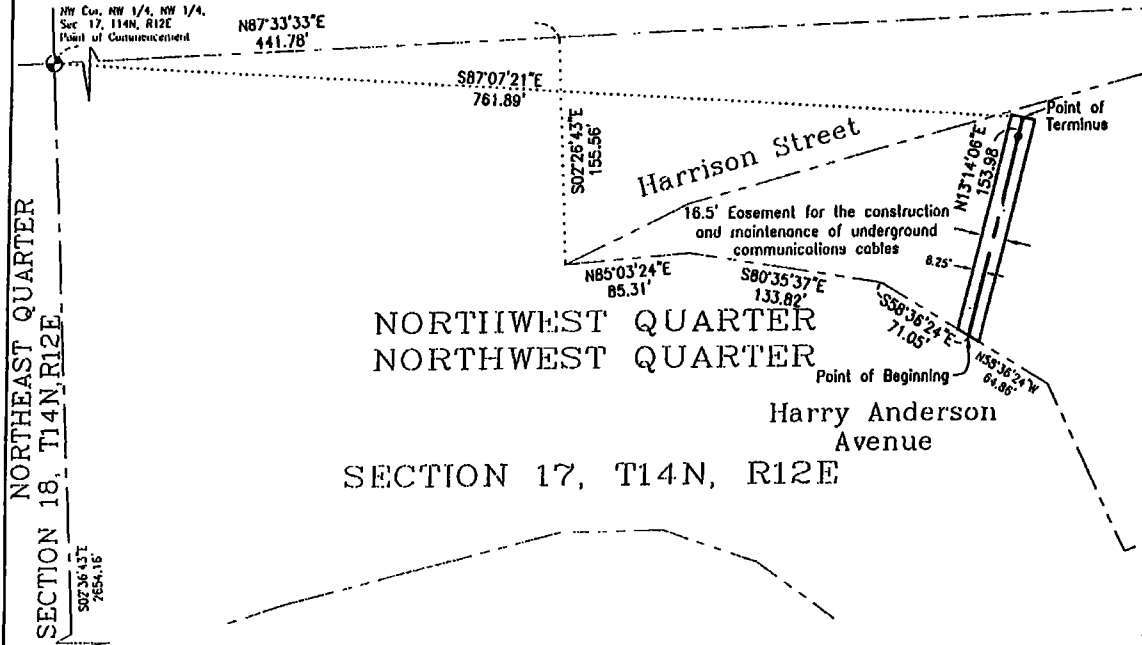 NW Cor, NW 1/4, NW 1/4,
Sec 17, T14N, R12E
Point of Commencement
N87°33'33"E
441.78'
S87°07'21"E
761.89'
S02°26'43"E
155.56'
Harrison Street
Point of
Terminus
N13°14'06"E
153.98
16.5' Easement for the construction
and maintenance of underground
communications cables
8.25'
N85°03'24"E
85.31'
S80°35'37"E
133.82'
S58°36'24"E
71.05'
N58°36'24"W
64.86'
Point of Beginning
NORTHWEST QUARTER
NORTHWEST QUARTER
Harry Anderson
Avenue
SECTION 17, T14N, R12E
NORTHEAST QUARTER
SECTION 18, T14N,R12E
S02°36'43"E
2654.16'